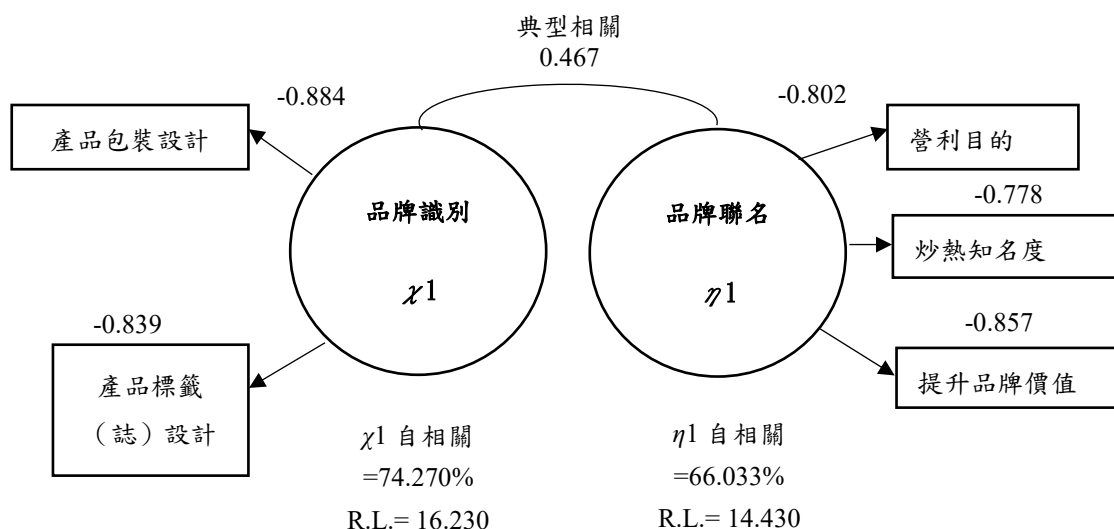 典型相關
0.467
-0.884
-0.802
產品包裝設計
營利目的
品牌識別
品牌聯名
-0.778
炒熱知名度
χ1
η1
-0.839
-0.857
產品標籤
（誌）設計
提升品牌價值
χ1 自相關
=74.270%
R.L.= 16.230
η1 自相關
=66.033%
R.L.= 14.430